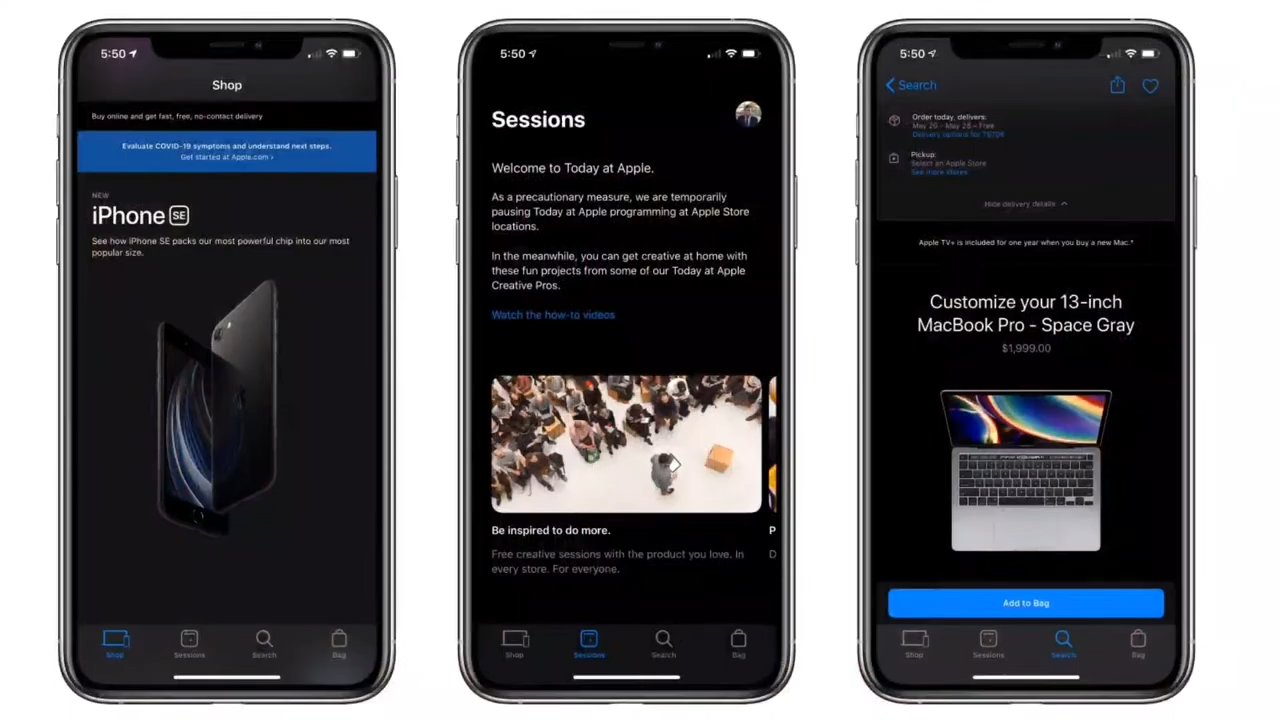 5:50
Shop
Buy online and get fast, free, no-contact delivery
Evaluate COVID-19 symptoms and understand next steps.
Get started at Apple.com ›
NEW
iPhone SE
See how iPhone SE packs our most powerful chip into our most
popular size.
Shop Sessions Search Bag
5:50
Sessions
Welcome to Today at Apple.
As a precautionary measure, we are temporarily
pausing Today at Apple programming at Apple Store
locations.
In the meanwhile, you can get creative at home with
these fun projects from some of our Today at Apple
Creative Pros.
Watch the how-to videos
Be inspired to do more.
P
Free creative sessions with the product you love. In
every store. For everyone.
D
Shop Sessions Search Bag
5:50
Search
Order today, delivers:
May 26 - May 28 – Free
Delivery options for
Pickup:
Select an Apple Store
See more stores
Hide delivery details
Apple TV+ is included for one year when you buy a new Mac.*
Customize your 13-inch
MacBook Pro - Space Gray
$1,999.00
Add to Bag
Shop Sessions Search Bag